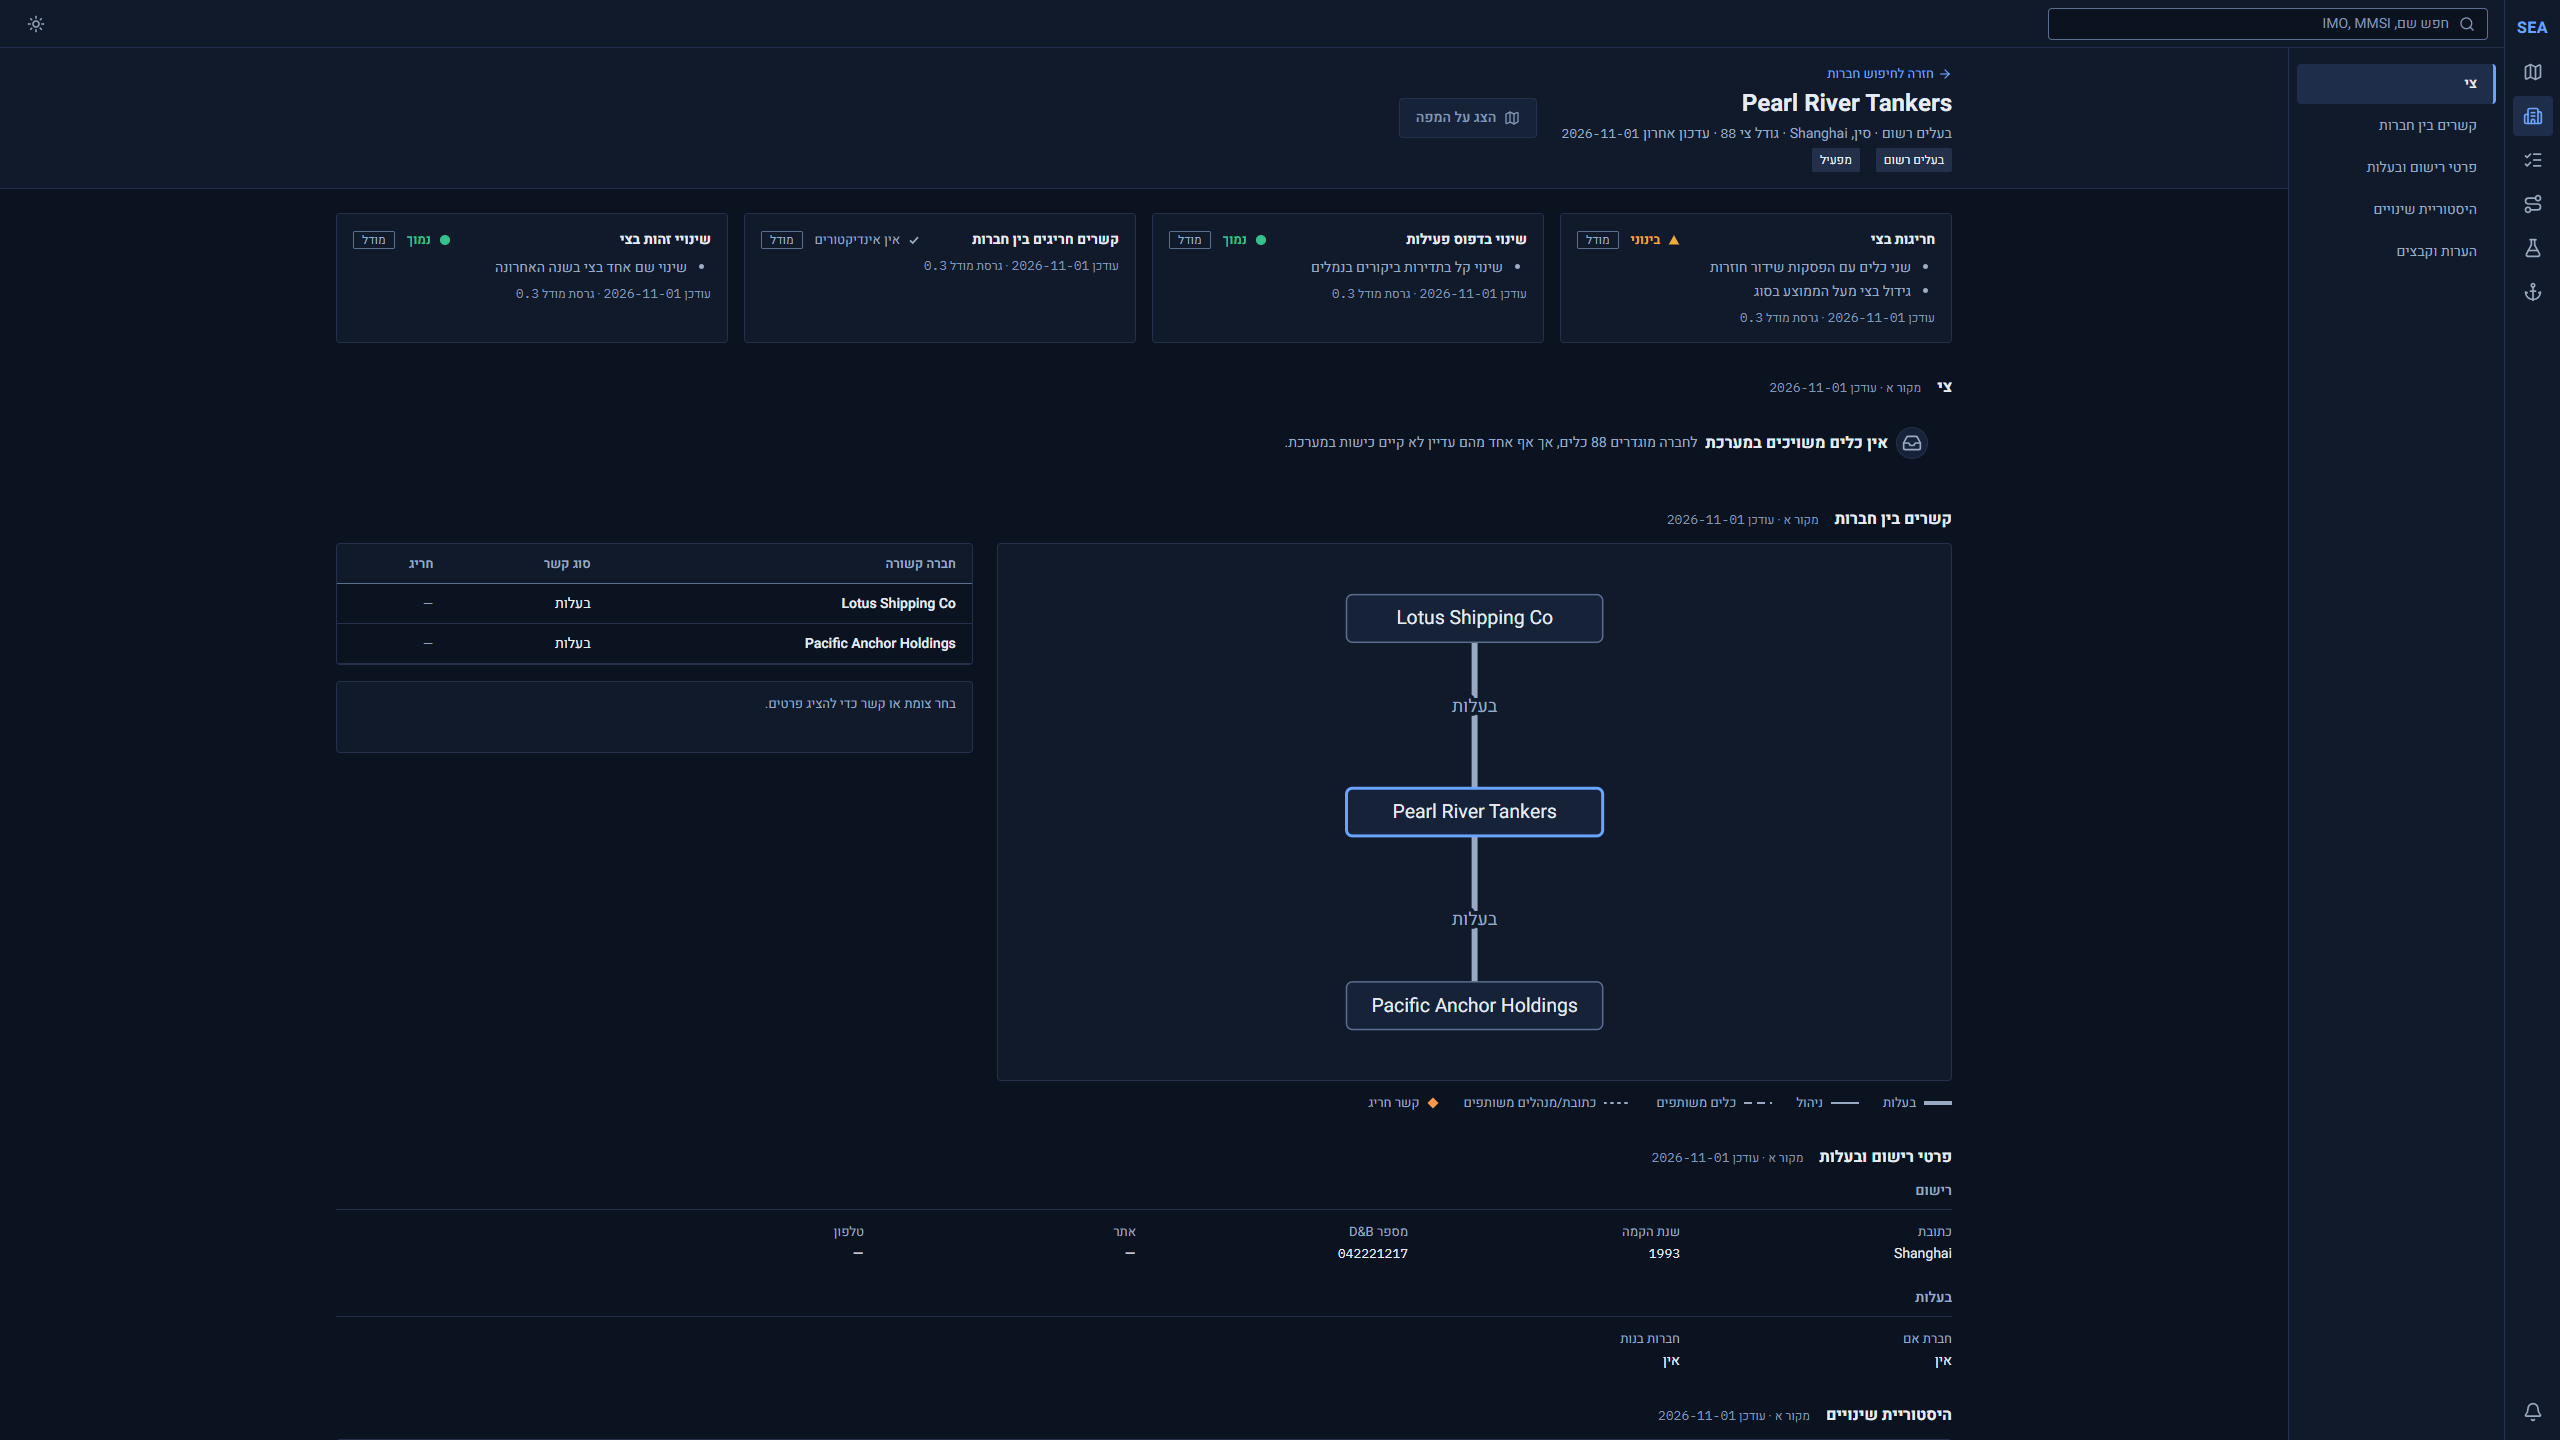 SEA
חפש שם, IMO, MMSI
צי
קשרים בין חברות
פרטי רישום ובעלות
היסטוריית שינויים
הערות וקבצים
חזרה לחיפוש חברות
Pearl River Tankers
בעלים רשום · סין, Shanghai · גודל צי 88 · עדכון אחרון 2026-11-01
בעלים רשום
מפעיל
הצג על המפה
חריגות בצי
בינוני
מודל
שני כלים עם הפסקות שידור חוזרות
גידול בצי מעל הממוצע בסוג
עודכן 2026-11-01 · גרסת מודל 0.3
שינוי בדפוס פעילות
נמוך
מודל
שינוי קל בתדירות ביקורים בנמלים
עודכן 2026-11-01 · גרסת מודל 0.3
קשרים חריגים בין חברות
אין אינדיקטורים
מודל
עודכן 2026-11-01 · גרסת מודל 0.3
שינויי זהות בצי
נמוך
מודל
שינוי שם אחד בצי בשנה האחרונה
עודכן 2026-11-01 · גרסת מודל 0.3
צי
מקור א · עודכן 2026-11-01
אין כלים משויכים במערכת
לחברה מוגדרים 88 כלים, אך אף אחד מהם עדיין לא קיים כישות במערכת.
קשרים בין חברות
מקור א · עודכן 2026-11-01
Lotus Shipping Co
בעלות
Pearl River Tankers
בעלות
Pacific Anchor Holdings
חברה קשורה
סוג קשר
חריג
Lotus Shipping Co
בעלות
—
Pacific Anchor Holdings
בעלות
—
בחר צומת או קשר כדי להציג פרטים.
בעלות
ניהול
כלים משותפים
כתובת/מנהלים משותפים
קשר חריג
פרטי רישום ובעלות
מקור א · עודכן 2026-11-01
רישום
כתובת
Shanghai
שנת הקמה
1993
מספר D&B
042221217
אתר
—
טלפון
—
בעלות
חברת אם
אין
חברות בנות
אין
היסטוריית שינויים
מקור א · עודכן 2026-11-01